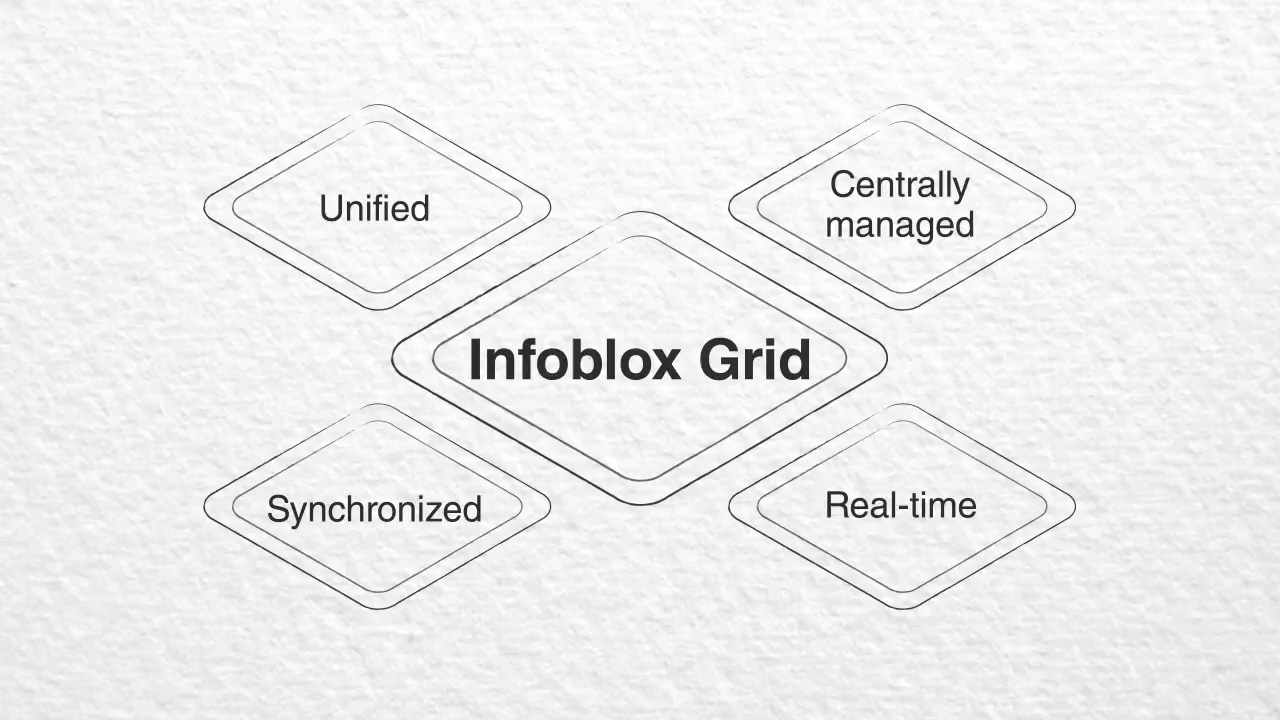 Unified
Centrally
managed
Infoblox Grid
Synchronized
Real-time